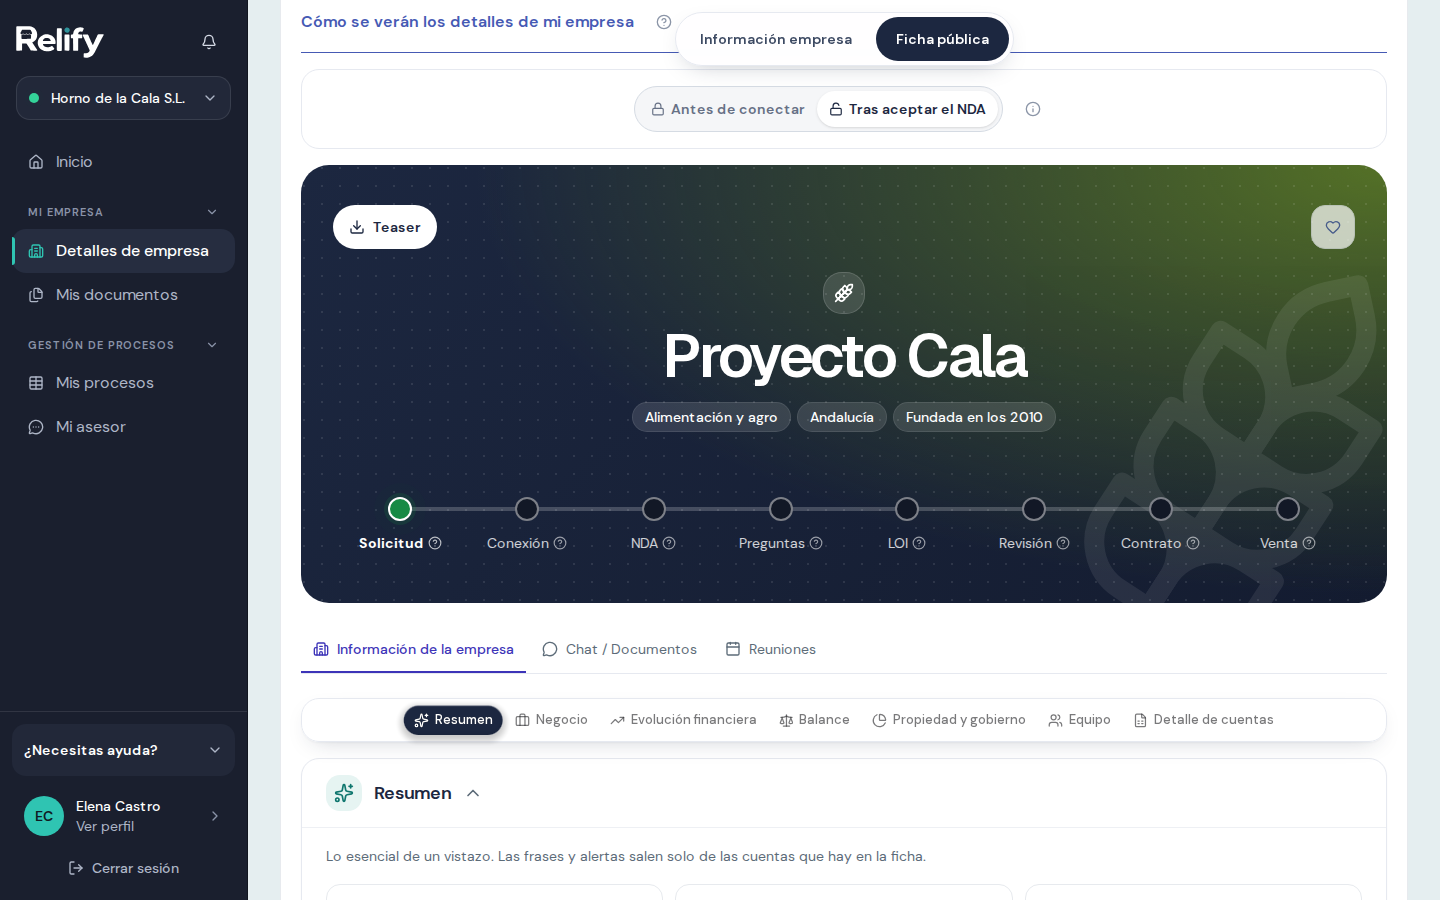 Relify
Horno de la Cala S.L.
Inicio
MI EMPRESA
Detalles de empresa
Mis documentos
GESTIÓN DE PROCESOS
Mis procesos
Mi asesor
¿Necesitas ayuda?
EC
Elena Castro
Ver perfil
Cerrar sesión
Cómo se verán los detalles de mi empresa
Información empresa
Ficha pública
Antes de conectar
Tras aceptar el NDA
Teaser
Proyecto Cala
Alimentación y agro
Andalucía
Fundada en los 2010
Solicitud
Conexión
NDA
Preguntas
LOI
Revisión
Contrato
Venta
Información de la empresa
Chat / Documentos
Reuniones
Resumen
Negocio
Evolución financiera
Balance
Propiedad y gobierno
Equipo
Detalle de cuentas
Resumen
Lo esencial de un vistazo. Las frases y alertas salen solo de las cuentas que hay en la ficha.